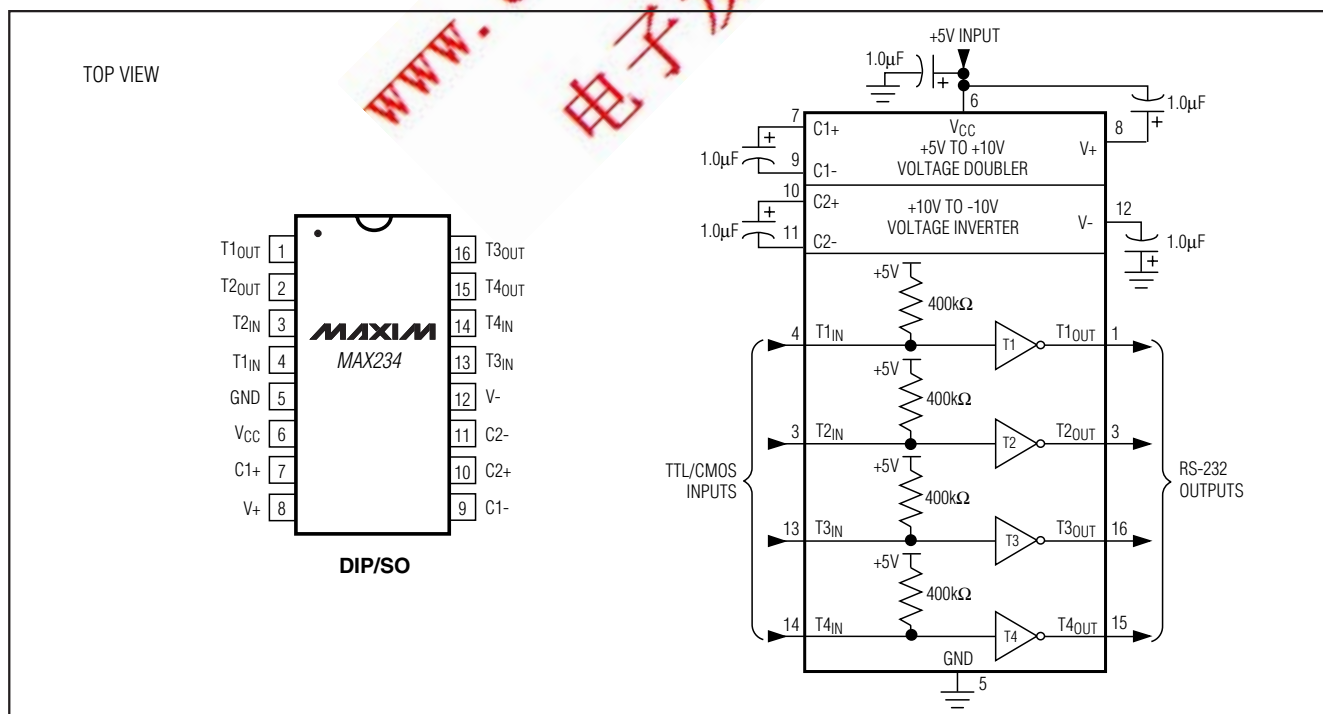 www.
电子
TOP VIEW
T1OUT 1
T2OUT 2
T2IN 3
T1IN 4
GND 5
VCC 6
C1+ 7
V+ 8
MAXIM
MAX234
16 T3OUT
15 T4OUT
14 T4IN
13 T3IN
12 V-
11 C2-
10 C2+
9 C1-
DIP/SO
+5V INPUT
1.0µF
+
6
1.0µF
+
7 C1+
1.0µF
+
9 C1-
VCC
+5V TO +10V
VOLTAGE DOUBLER
V+ 8
10 C2+
1.0µF
+
11 C2-
+10V TO -10V
VOLTAGE INVERTER
V- 12
1.0µF
+
+5V
400kΩ
4 T1IN T1 T1OUT 1
+5V
400kΩ
3 T2IN T2 T2OUT 3
+5V
400kΩ
13 T3IN T3 T3OUT 16
+5V
400kΩ
14 T4IN T4 T4OUT 15
TTL/CMOS
INPUTS
RS-232
OUTPUTS
GND
5